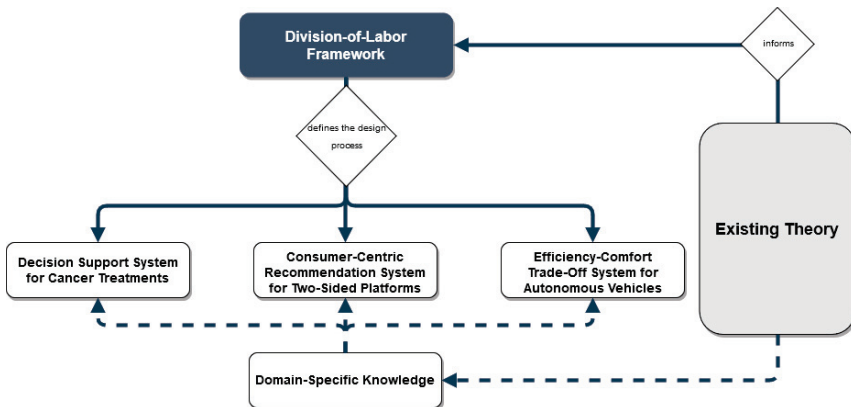 Division-of-Labor
Framework
informs
defines the design
process
Existing Theory
Decision Support System
for Cancer Treatments
Consumer-Centric
Recommendation System
for Two-Sided Platforms
Efficiency-Comfort
Trade-Off System for
Autonomous Vehicles
Domain-Specific Knowledge